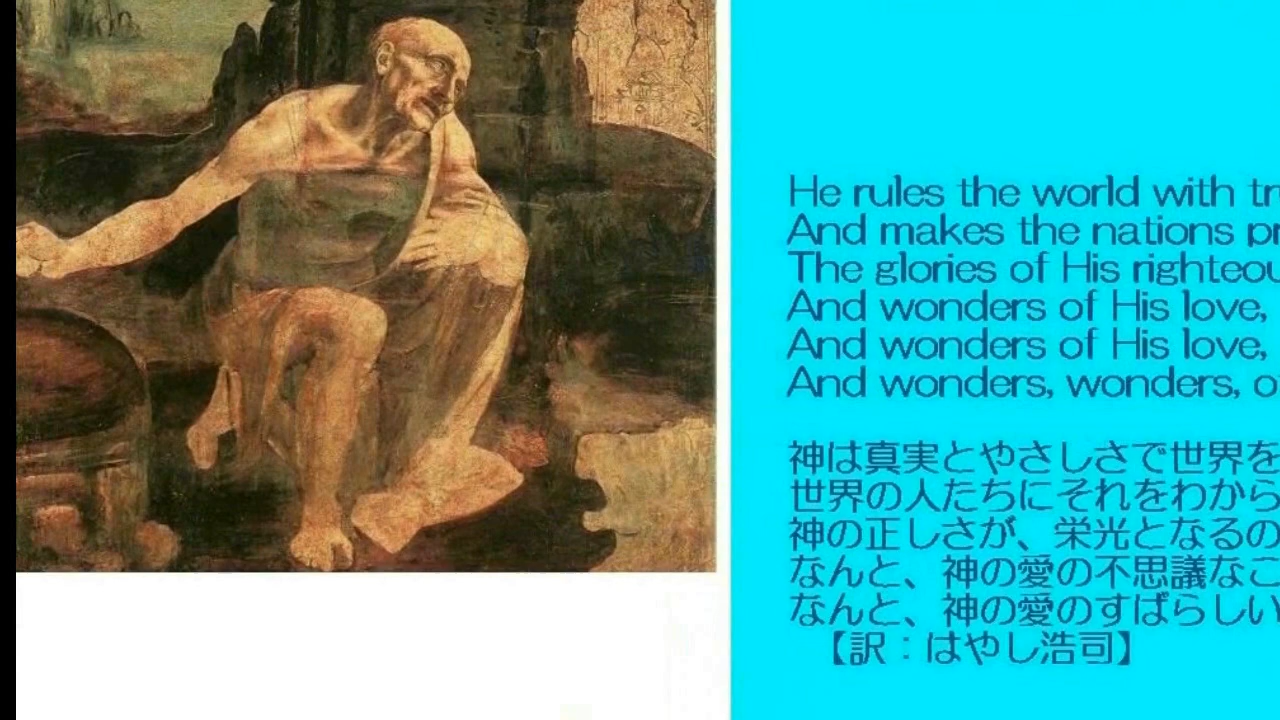 He rules the world with
And makes the nations
The glories of His
And wonders of His love,
And wonders of His love,
And wonders, wonders,
神は真実とやさしさで世界を
世界の人たちにそれをわから
神の正しさが、栄光となるの
なんと、神の愛の不思議なこ
なんと、神の愛のすばらしい
【訳：はやし浩司】